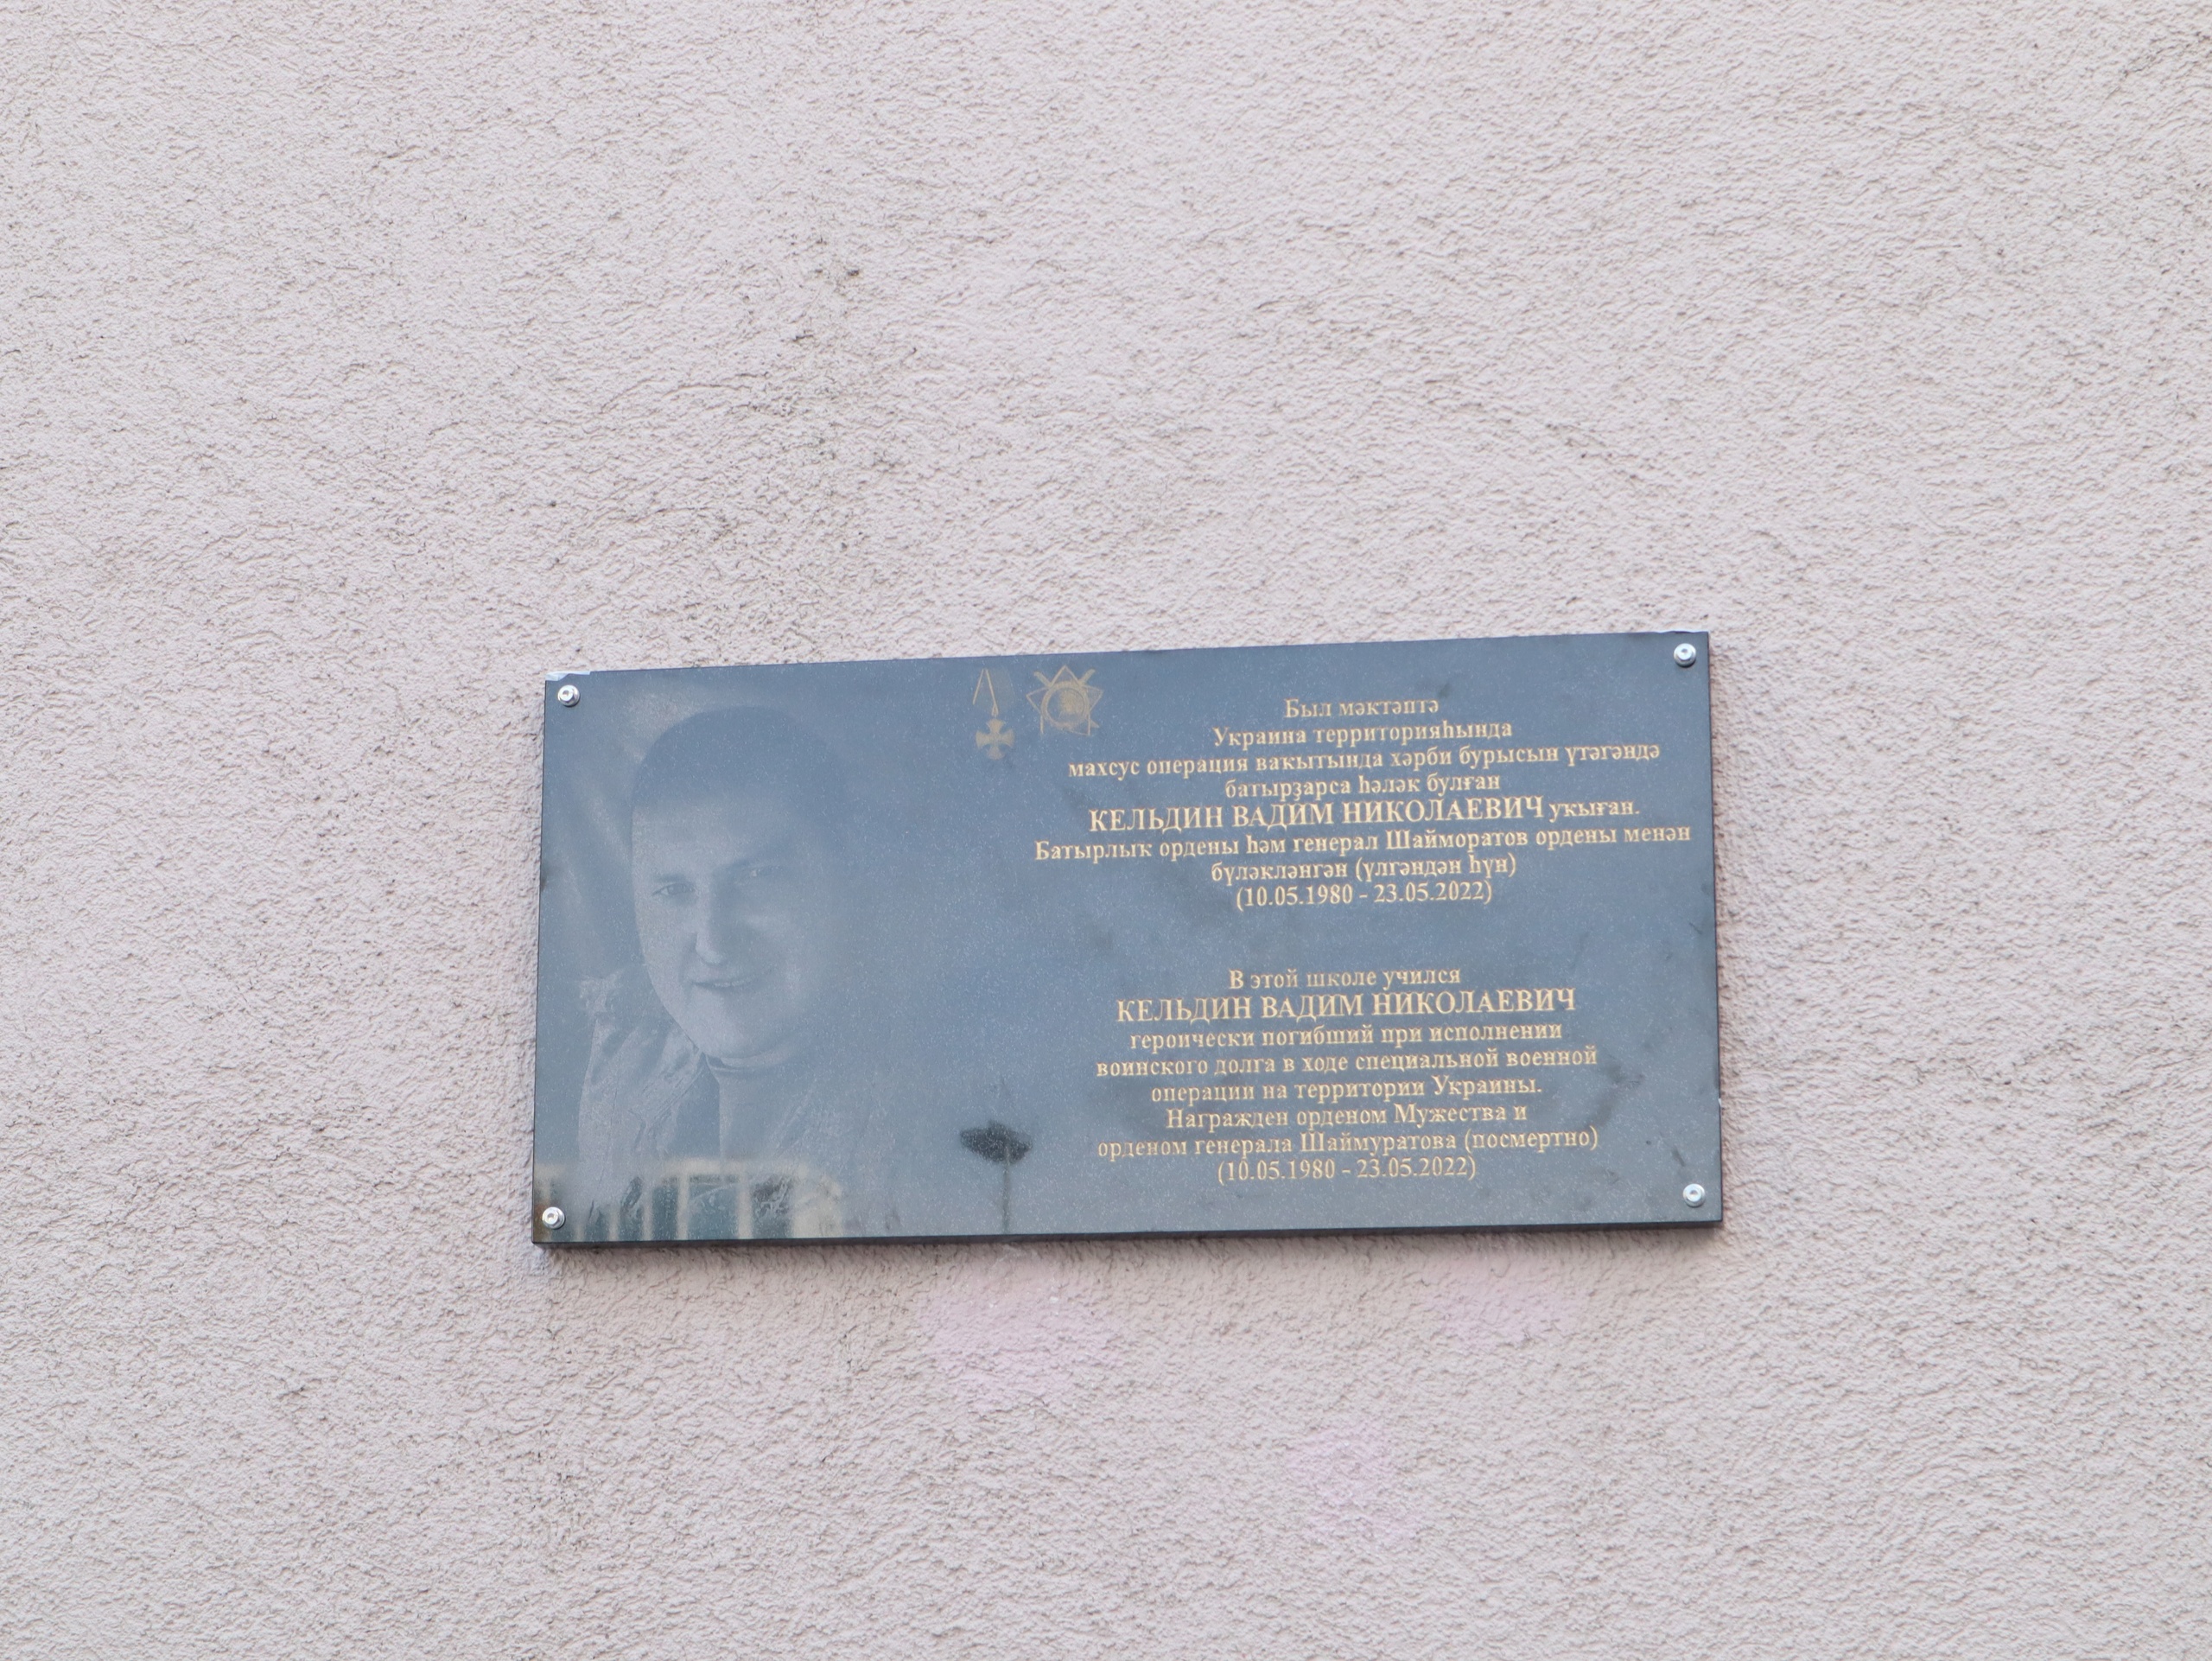 Был мәктәптә
Украина территорияһында
махсус операция ваҡытында хәрби бурысын үтәгәндә
батырҙарса һәләк булған
КЕЛЬДИН ВАДИМ НИКОЛАЕВИЧ уҡыған.
Батырлыҡ ордены һәм генерал Шайморатов ордены менән
бүләкләнгән (үлгәндән һүн)
(10.05.1980 - 23.05.2022)
В этой школе учился
КЕЛЬДИН ВАДИМ НИКОЛАЕВИЧ
героически погибший при исполнении
воинского долга в ходе специальной военной
операции на территории Украины.
Награжден орденом Мужества и
орденом генерала Шаймуратова (посмертно)
(10.05.1980 - 23.05.2022)